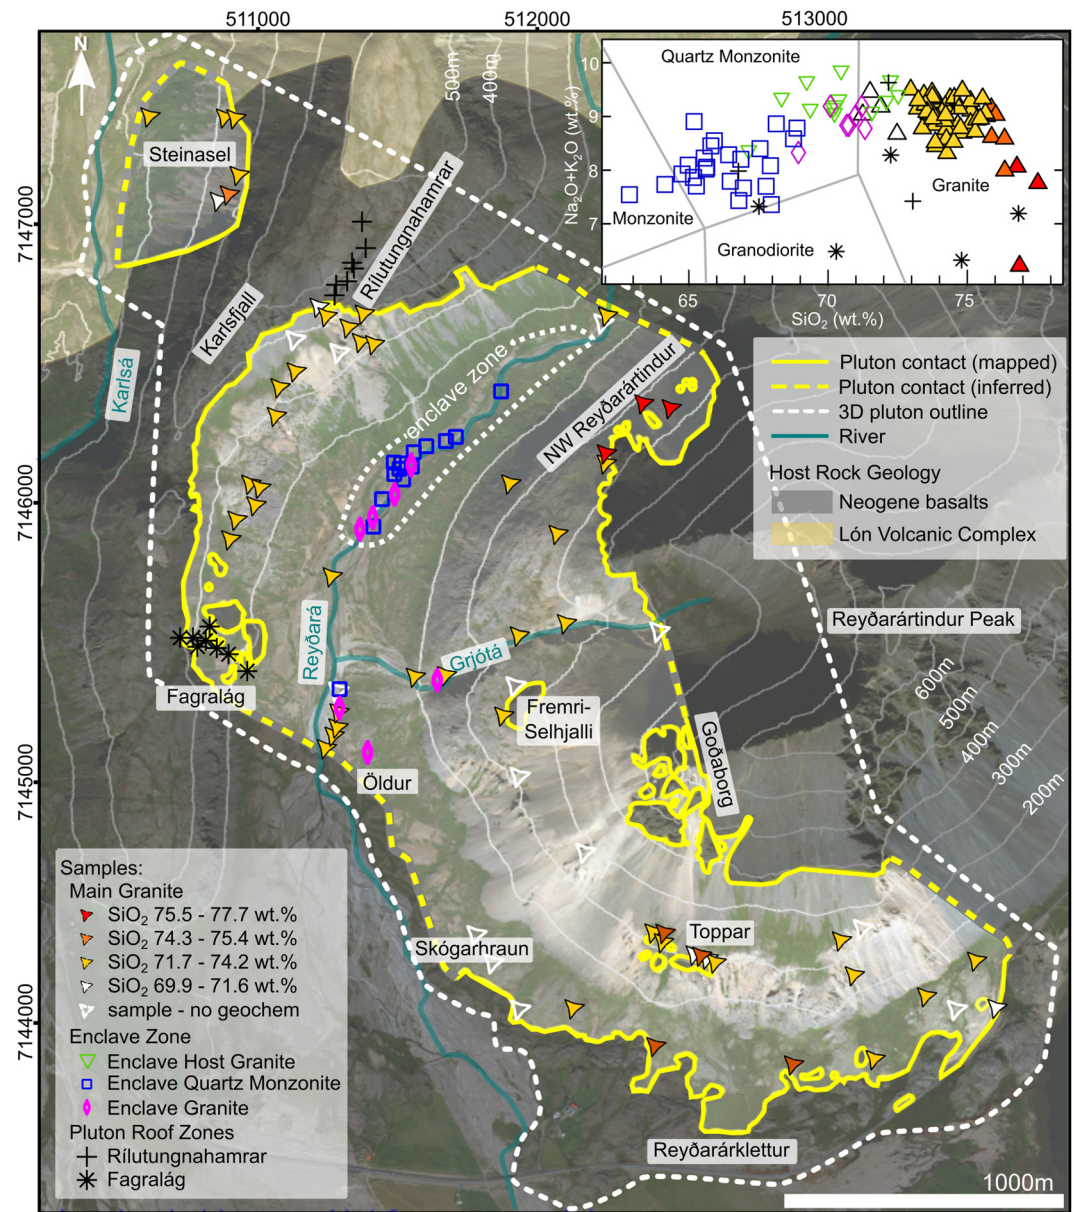 511000
512000
513000
N
500m
400m
Steinasel
7147000
Rílutungnahamrar
Karlsfjall
Karlsá
enclave zone
NW Reyðarártindur
7146000
Quartz Monzonite
10
9
8
7
Na₂O+K₂O (wt.%)
Monzonite
Granodiorite
Granite
65
70
75
SiO₂ (wt.%)
Pluton contact (mapped)
Pluton contact (inferred)
3D pluton outline
River
Host Rock Geology
Neogene basalts
Lón Volcanic Complex
Reyðará
Grjótá
Reyðarártindur Peak
Fagralág
Fremri-
Selhjalli
Goðaborg
600m
500m
400m
300m
200m
7145000
Öldur
Samples:
Main Granite
SiO₂ 75.5 - 77.7 wt.%
SiO₂ 74.3 - 75.4 wt.%
SiO₂ 71.7 - 74.2 wt.%
SiO₂ 69.9 - 71.6 wt.%
sample - no geochem
Enclave Zone
Enclave Host Granite
Enclave Quartz Monzonite
Enclave Granite
Pluton Roof Zones
Rílutungnahamrar
Fagralág
Skógarhraun
Toppar
7144000
Reyðarárklettur
1000m